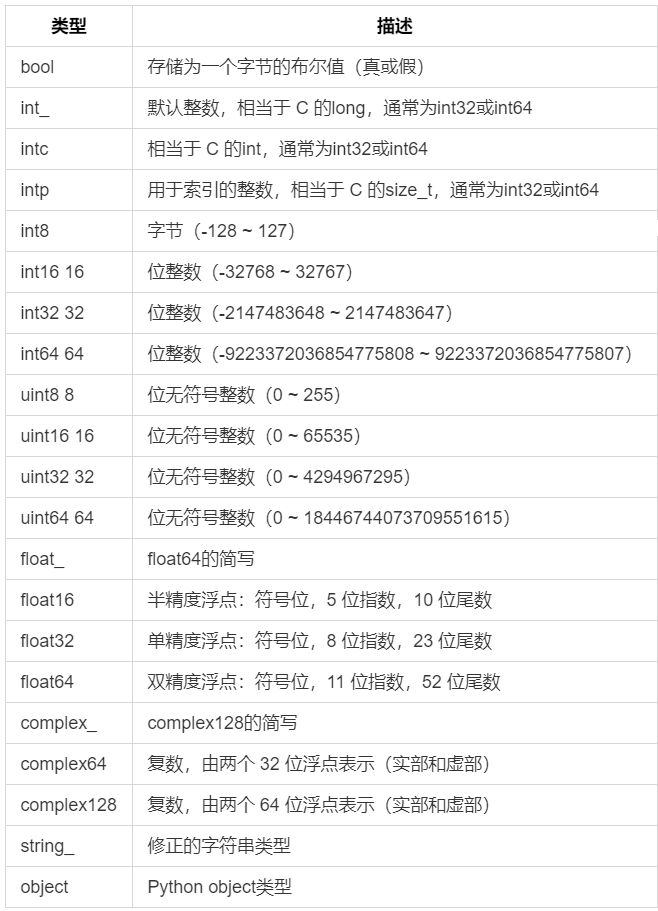 类型 描述
bool 存储为一个字节的布尔值（真或假）
int_ 默认整数，相当于 C 的long，通常为int32或int64
intc 相当于 C 的int，通常为int32或int64
intp 用于索引的整数，相当于 C 的size_t，通常为int32或int64
int8 字节（-128 ~ 127）
int16 16 位整数（-32768 ~ 32767）
int32 32 位整数（-2147483648 ~ 2147483647）
int64 64 位整数（-9223372036854775808 ~ 9223372036854775807）
uint8 8 位无符号整数（0 ~ 255）
uint16 16 位无符号整数（0 ~ 65535）
uint32 32 位无符号整数（0 ~ 4294967295）
uint64 64 位无符号整数（0 ~ 18446744073709551615）
float_ float64的简写
float16 半精度浮点：符号位，5 位指数，10 位尾数
float32 单精度浮点：符号位，8 位指数，23 位尾数
float64 双精度浮点：符号位，11 位指数，52 位尾数
complex_ complex128的简写
complex64 复数，由两个 32 位浮点表示（实部和虚部）
complex128 复数，由两个 64 位浮点表示（实部和虚部）
string_ 修正的字符串类型
object Python object类型